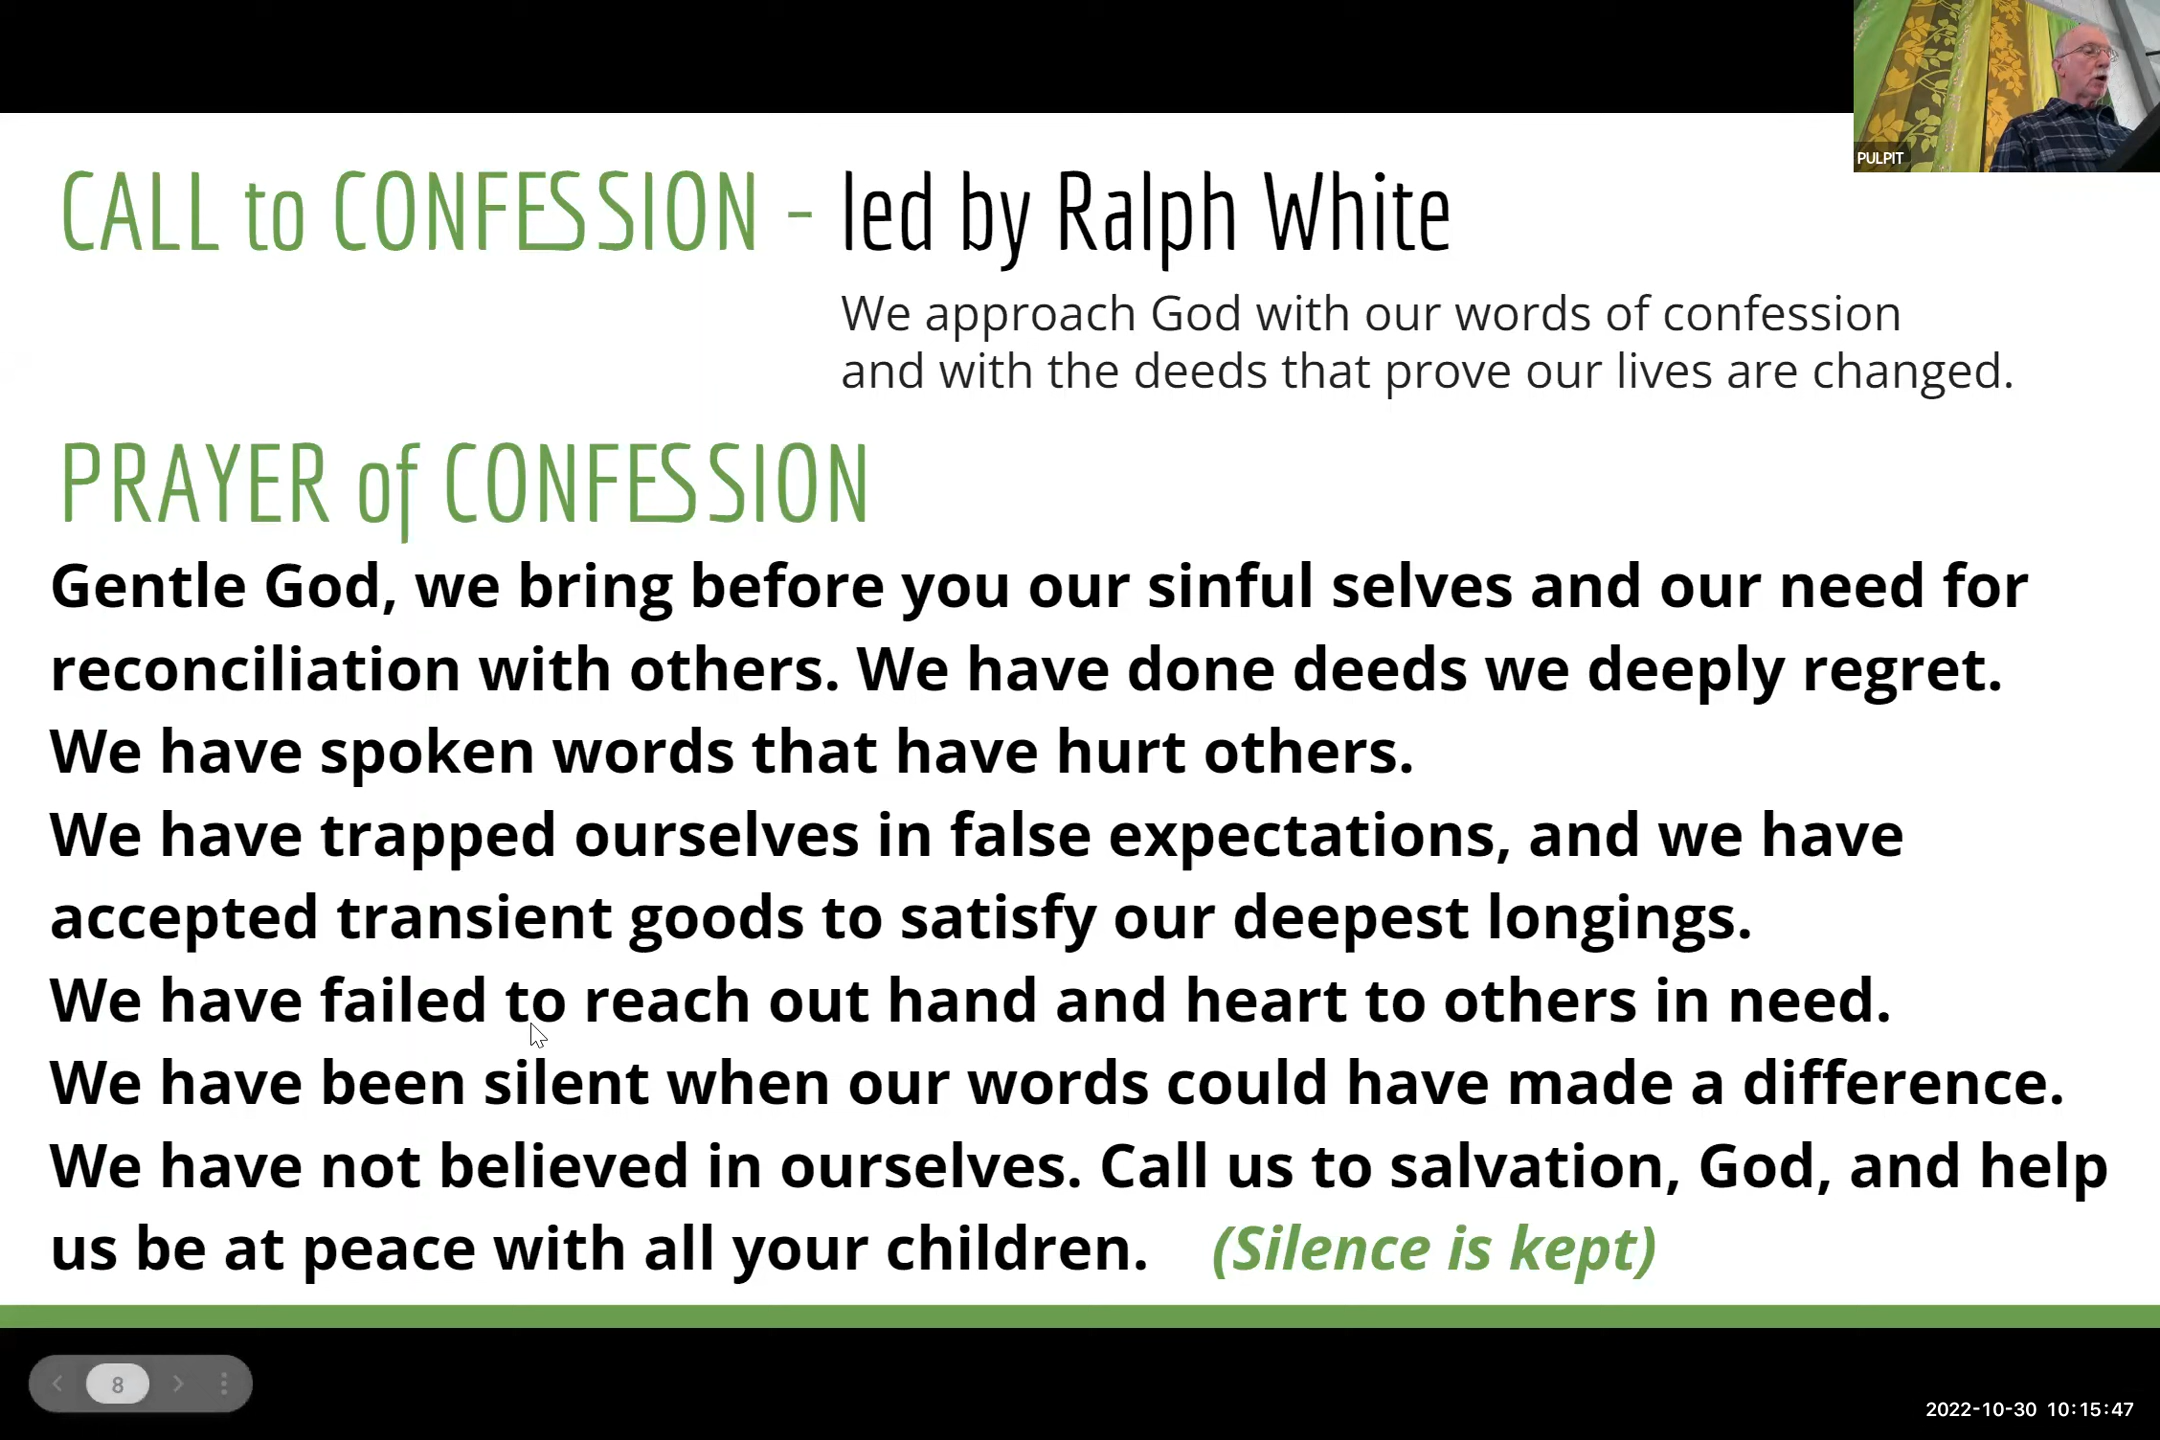 PULPIT
CALL to CONFESSION - led by Ralph White
We approach God with our words of confession
and with the deeds that prove our lives are changed.
PRAYER of CONFESSION
Gentle God, we bring before you our sinful selves and our need for
reconciliation with others. We have done deeds we deeply regret.
We have spoken words that have hurt others.
We have trapped ourselves in false expectations, and we have
accepted transient goods to satisfy our deepest longings.
We have failed to reach out hand and heart to others in need.
We have been silent when our words could have made a difference.
We have not believed in ourselves. Call us to salvation, God, and help
us be at peace with all your children. (Silence is kept)
8
2022-10-30 10:15:47